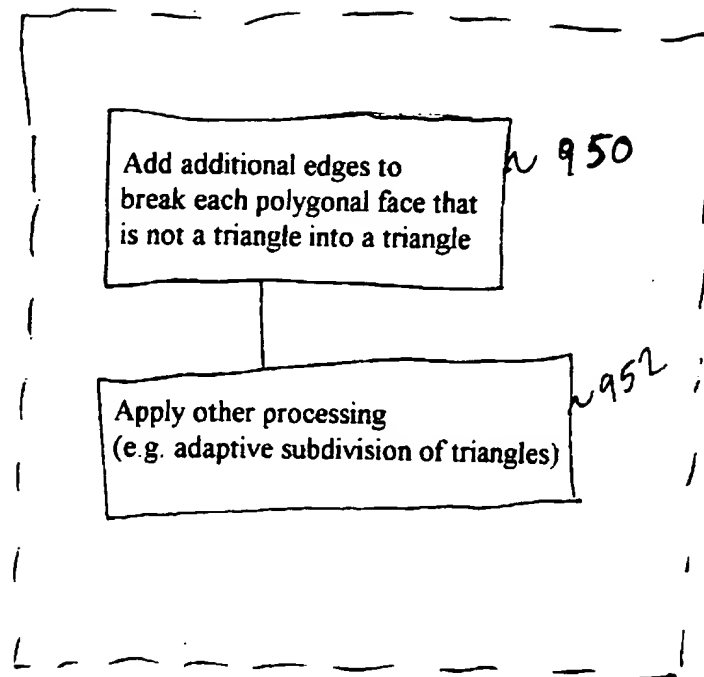 Add additional edges to
break each polygonal face that
is not a triangle into a triangle
950
Apply other processing
(e.g. adaptive subdivision of triangles)
952